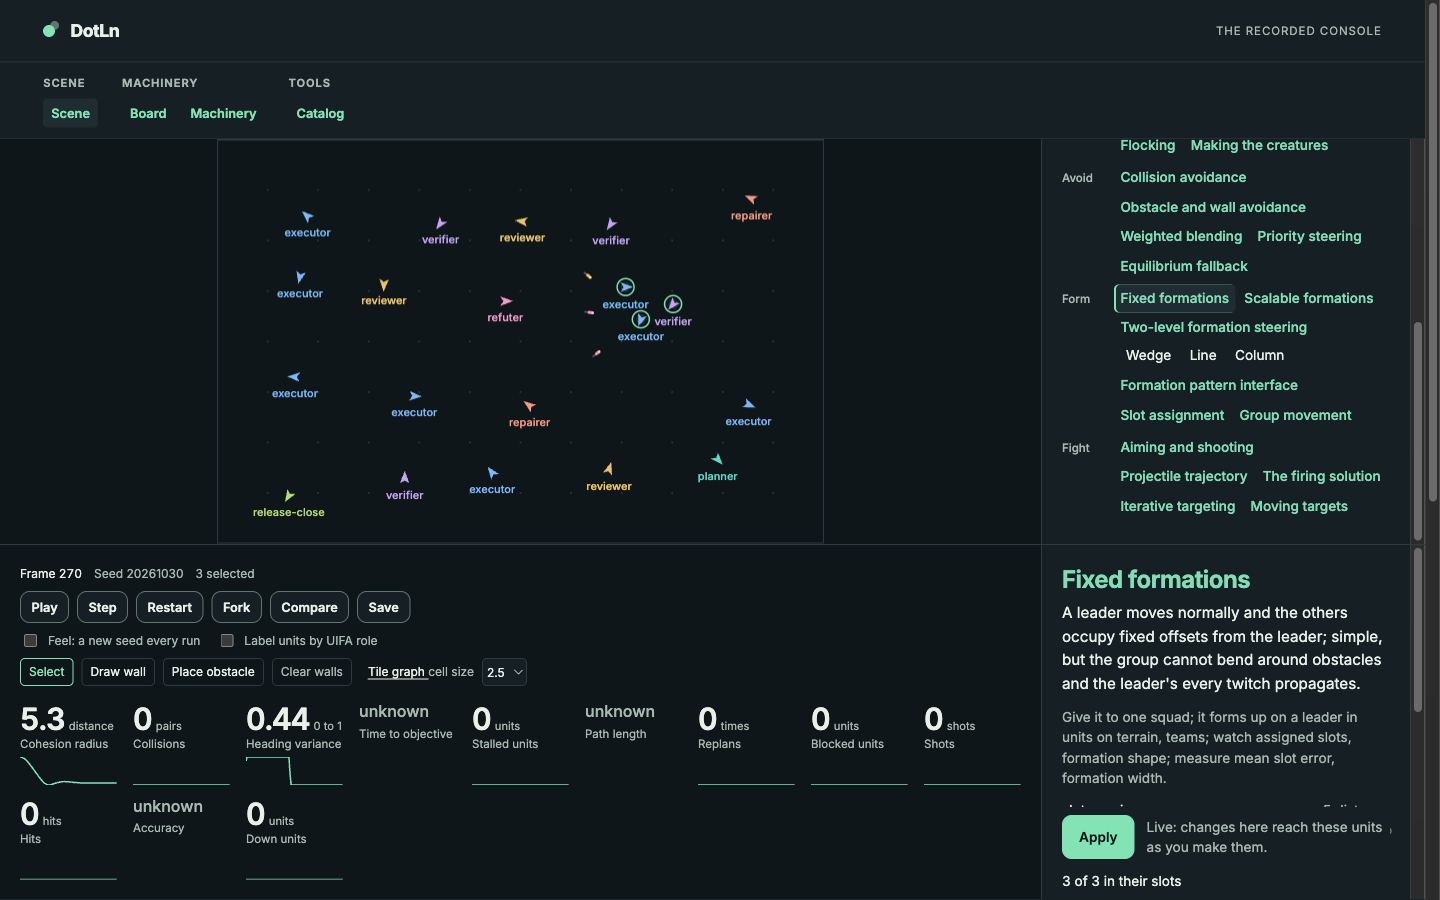 DotLn
THE RECORDED CONSOLE
SCENE
MACHINERY
TOOLS
Scene
Board
Machinery
Catalog
repairer
executor
verifier
reviewer
verifier
executor
reviewer
refuter
executor
verifier
executor
executor
executor
repairer
executor
verifier
executor
reviewer
planner
release-close
Flocking Making the creatures
Avoid Collision avoidance
Obstacle and wall avoidance
Weighted blending Priority steering
Equilibrium fallback
Form Fixed formations Scalable formations
Two-level formation steering
Wedge Line Column
Formation pattern interface
Slot assignment Group movement
Fight Aiming and shooting
Projectile trajectory The firing solution
Iterative targeting Moving targets
Frame 270 Seed 20261030 3 selected
Play Step Restart Fork Compare Save
Feel: a new seed every run Label units by UIFA role
Select Draw wall Place obstacle Clear walls Tile graph cell size 2.5
5.3 distance
Cohesion radius
0 pairs
Collisions
0.44 0 to 1
Heading variance
unknown
Time to objective
0 units
Stalled units
unknown
Path length
0 times
Replans
0 units
Blocked units
0 shots
Shots
0 hits
Hits
unknown
Accuracy
0 units
Down units
Fixed formations
A leader moves normally and the others
occupy fixed offsets from the leader; simple,
but the group cannot bend around obstacles
and the leader's every twitch propagates.
Give it to one squad; it forms up on a leader in
units on terrain, teams; watch assigned slots,
formation shape; measure mean slot error,
formation width.
Apply
Live: changes here reach these units
as you make them.
3 of 3 in their slots